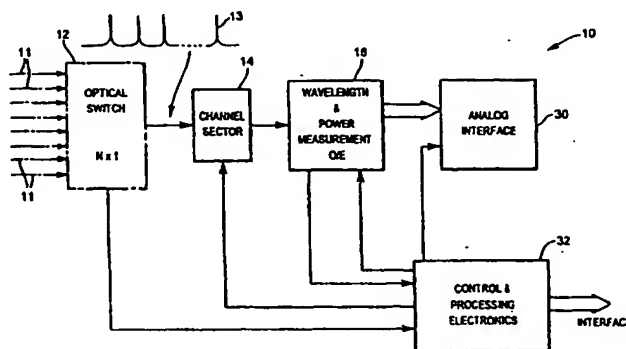 13
10
12
11
OPTICAL
SWITCH
N x 1
11
14
CHANNEL
SECTOR
16
WAVELENGTH
&
POWER
MEASUREMENT
O/E
ANALOG
INTERFACE
30
32
CONTROL &
PROCESSING
ELECTRONICS
INTERFAC